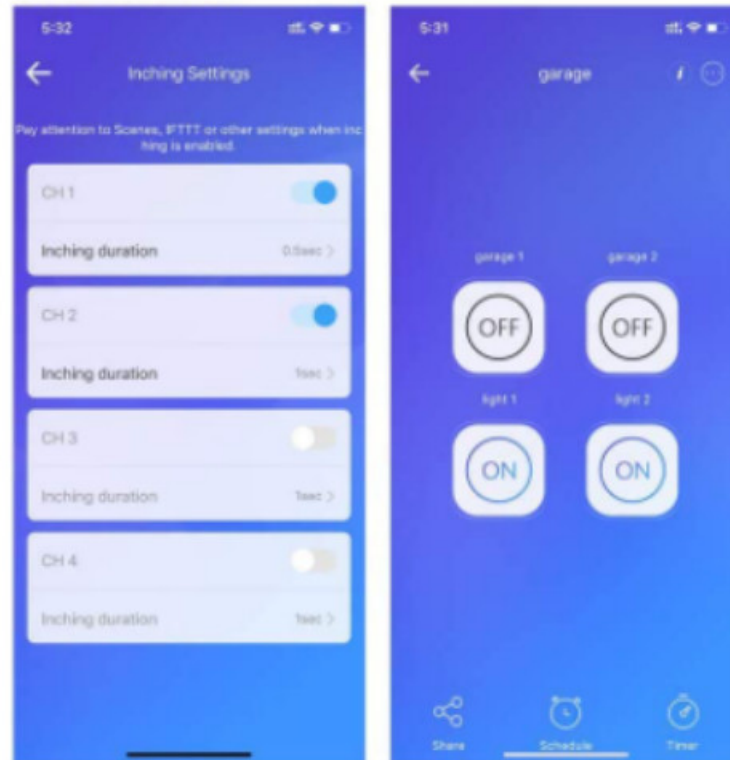 5:32
Inching Settings
Pay attention to Scenes, IFTTT or other settings when inc
hing is enabled.
CH 1
Inching duration
0.5sec >
CH 2
Inching duration
1sec >
CH 3
Inching duration
1sec >
CH 4
Inching duration
1sec >
5:31
garage
garage 1
garage 2
OFF
OFF
light 1
light 2
ON
ON
Share
Schedule
Timer